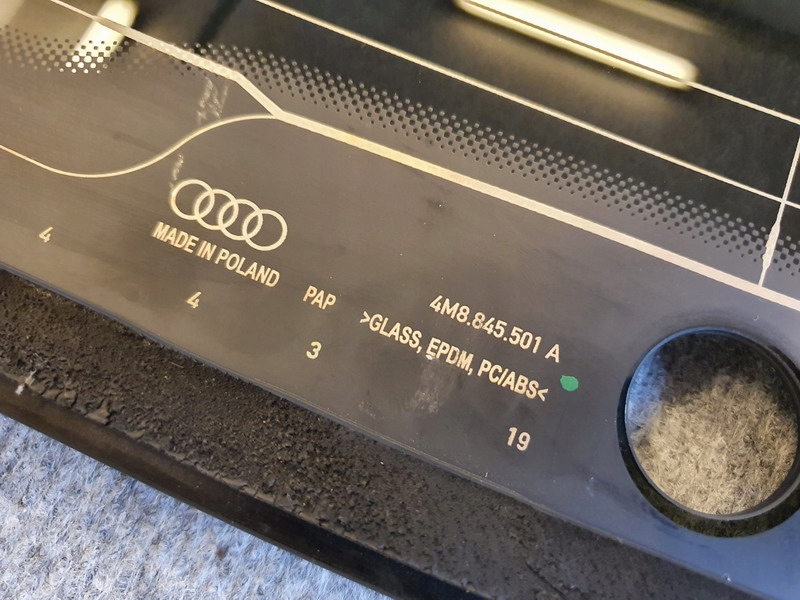 MADE IN POLAND
4
4
PAP
3
4M8.845.501 A
>GLASS, EPDM, PC/ABS<
19